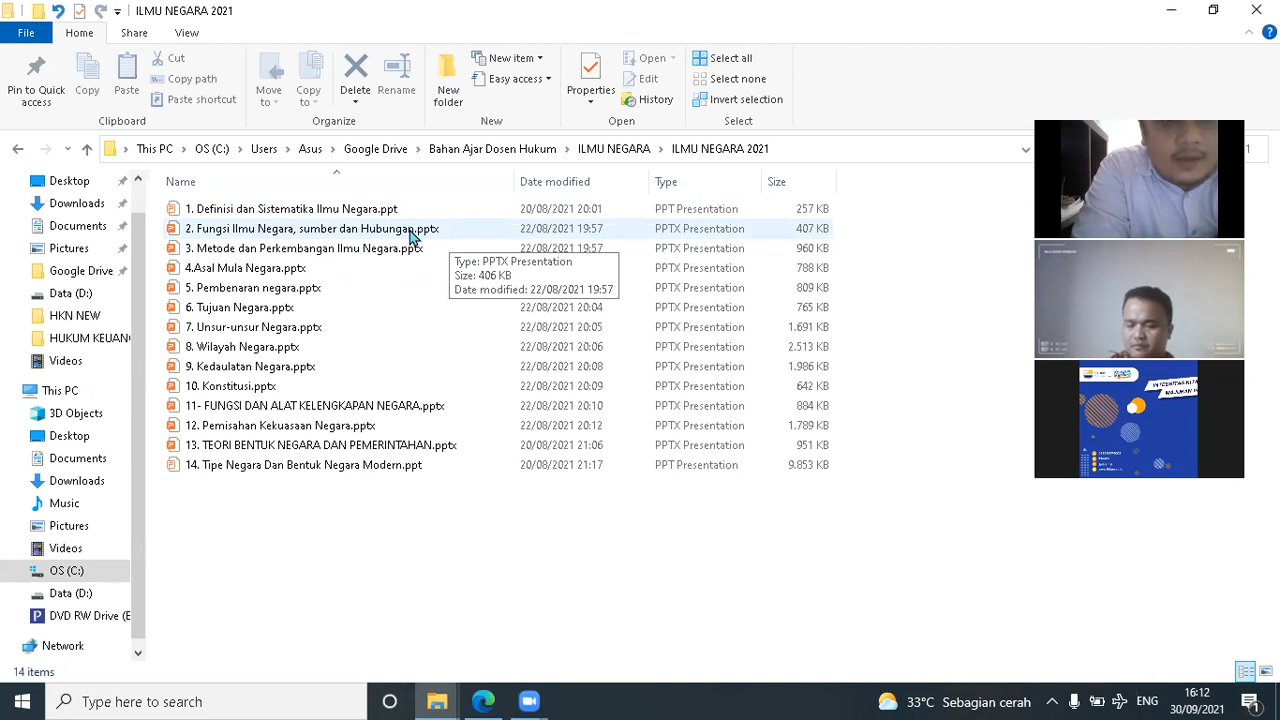 ILMU NEGARA 2021
File Home Share View
Pin to Quick access
Copy
Paste
Cut
Copy path
Paste shortcut
Clipboard
Move to
Copy to
Delete
Rename
Organize
New folder
New item
Easy access
New
Properties
Open
Edit
History
Open
Select all
Select none
Invert selection
Select
This PC OS (C:) Users Asus Google Drive Bahan Ajar Dosen Hukum ILMU NEGARA ILMU NEGARA 2021
Desktop
Downloads
Documents
Pictures
Google Drive
Data (D:)
HKN NEW
HUKUM KEUAN
Videos
This PC
3D Objects
Desktop
Documents
Downloads
Music
Pictures
Videos
OS (C:)
Data (D:)
DVD RW Drive (E
Network
Name Date modified Type Size
1. Definisi dan Sistematika Ilmu Negara.ppt 20/08/2021 20:01 PPT Presentation 257 KB
2. Fungsi Ilmu Negara, sumber dan Hubungan.pptx 22/08/2021 19:57 PPTX Presentation 407 KB
3. Metode dan Perkembangan Ilmu Negara.pptx 22/08/2021 19:57 PPTX Presentation 960 KB
4.Asal Mula Negara.pptx PPTX Presentation 788 KB
5. Pembenaran negara.pptx PPTX Presentation 809 KB
6. Tujuan Negara.pptx 22/08/2021 20:04 PPTX Presentation 765 KB
7. Unsur-unsur Negara.pptx 22/08/2021 20:05 PPTX Presentation 1.691 KB
8. Wilayah Negara.pptx 22/08/2021 20:06 PPTX Presentation 2.513 KB
9. Kedaulatan Negara.pptx 22/08/2021 20:08 PPTX Presentation 1.986 KB
10. Konstitusi.pptx 22/08/2021 20:09 PPTX Presentation 642 KB
11- FUNGSI DAN ALAT KELENGKAPAN NEGARA.pptx 22/08/2021 20:10 PPTX Presentation 884 KB
12. Pemisahan Kekuasaan Negara.pptx 22/08/2021 20:12 PPTX Presentation 1.789 KB
13. TEORI BENTUK NEGARA DAN PEMERINTAHAN.pptx 20/08/2021 21:06 PPTX Presentation 951 KB
14. Tipe Negara Dan Bentuk Negara Modern.ppt 20/08/2021 21:17 PPT Presentation 9.853 KB
Type: PPTX Presentation
Size: 406 KB
Date modified: 22/08/2021 19:57
14 items
Type here to search
33°C Sebagian cerah
ENG
16:12
30/09/2021